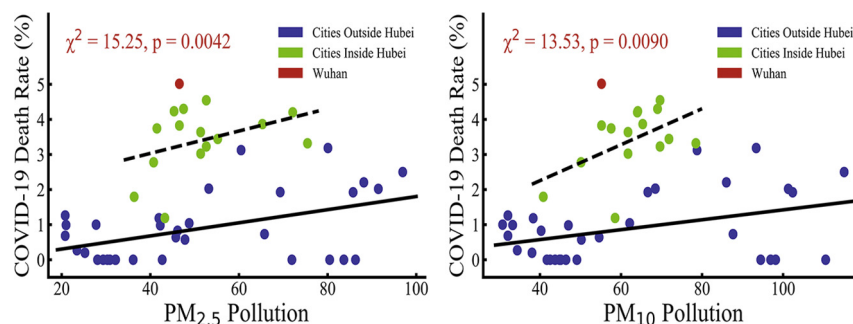 χ² = 15.25, p = 0.0042
Cities Outside Hubei
Cities Inside Hubei
Wuhan
COVID-19 Death Rate (%)
5
4
3
2
1
0
20 40 60 80 100
PM₂.₅ Pollution
χ² = 13.53, p = 0.0090
Cities Outside Hubei
Cities Inside Hubei
Wuhan
COVID-19 Death Rate (%)
5
4
3
2
1
0
40 60 80 100
PM₁₀ Pollution